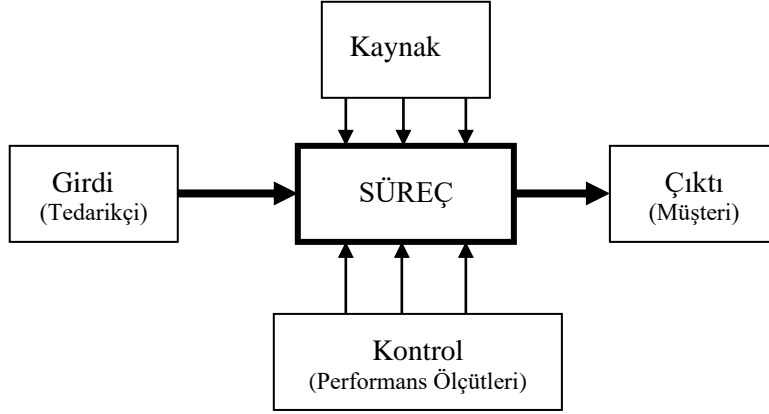 Kaynak
Girdi
(Tedarikçi)
SÜREÇ
Çıktı
(Müşteri)
Kontrol
(Performans Ölçütleri)